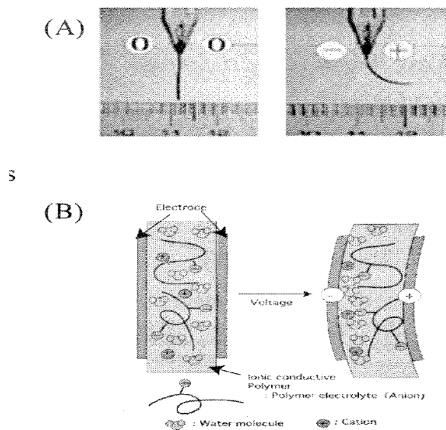 (A)
O O
− +
s
(B)
Electrode
Voltage
− +
Ionic conductive
Polymer
: Polymer electrolyte (Anion)
: Water molecule : Cation